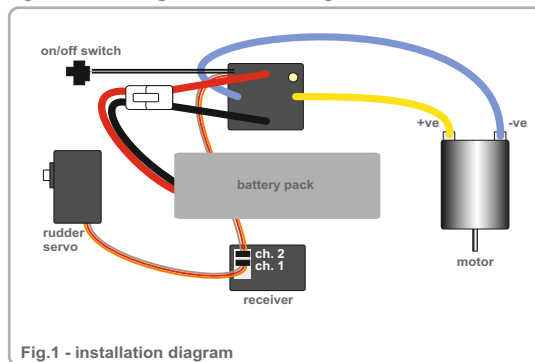 on/off switch
+ve
-ve
battery pack
rudder
servo
ch. 2
ch. 1
motor
receiver
Fig.1 - installation diagram